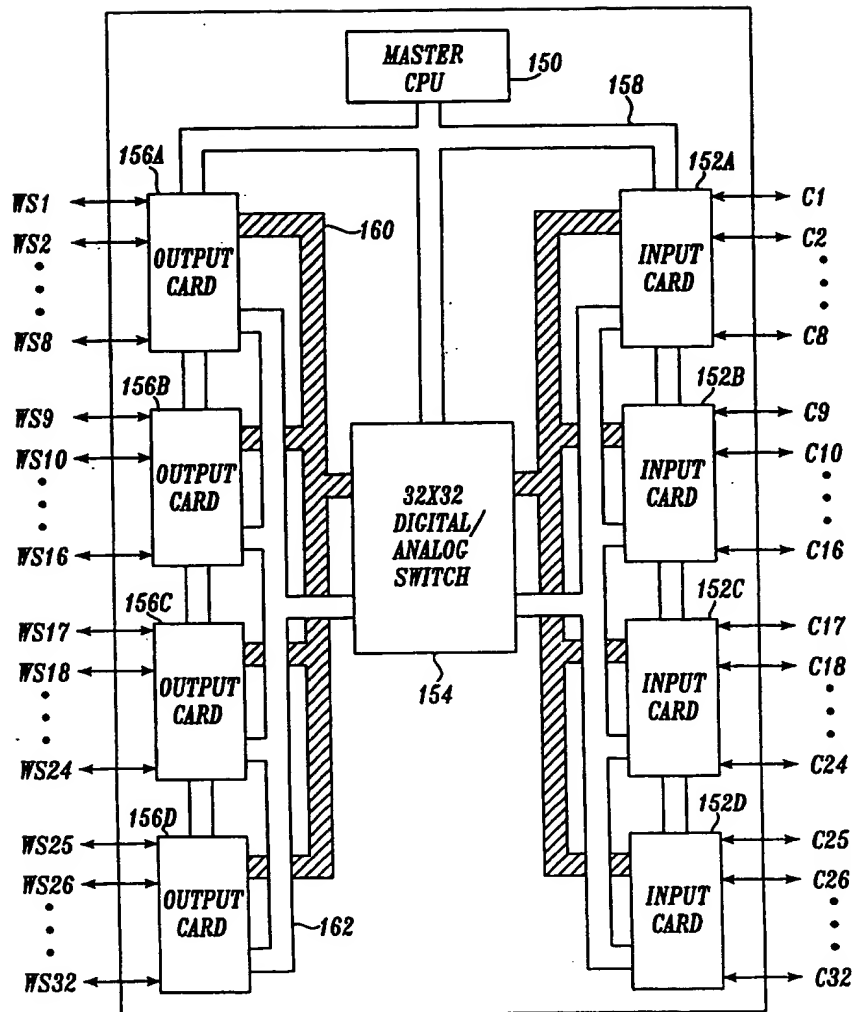 MASTER
CPU
150
158
156A
152A
WS1
WS2
WS8
OUTPUT
CARD
160
INPUT
CARD
C1
C2
C8
156B
152B
WS9
WS10
WS16
OUTPUT
CARD
32X32
DIGITAL/
ANALOG
SWITCH
INPUT
CARD
C9
C10
C16
156C
152C
WS17
WS18
WS24
OUTPUT
CARD
154
INPUT
CARD
C17
C18
C24
156D
152D
WS25
WS26
WS32
OUTPUT
CARD
162
INPUT
CARD
C25
C26
C32